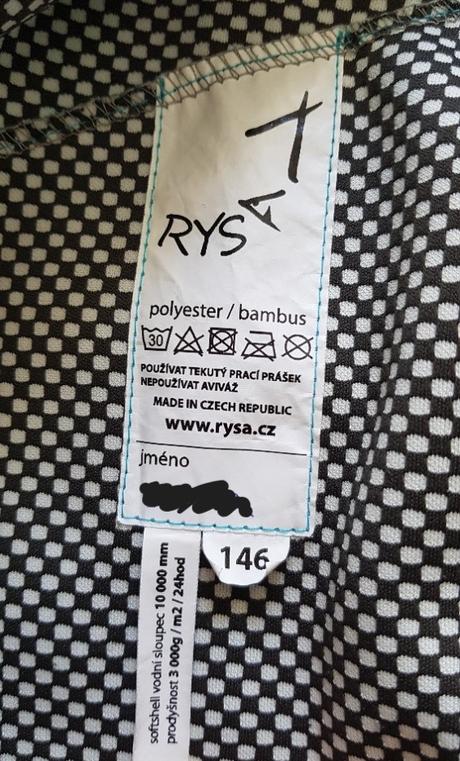 RYSA
polyester / bambus
30
POUŽÍVAT TEKUTÝ PRACÍ PRÁŠEK
NEPOUŽÍVAT AVIVÁŽ
MADE IN CZECH REPUBLIC
www.rysa.cz
jméno
146
softshell vodní sloupec 10 000 mm
prodyšnost 3 000g / m2 / 24hod